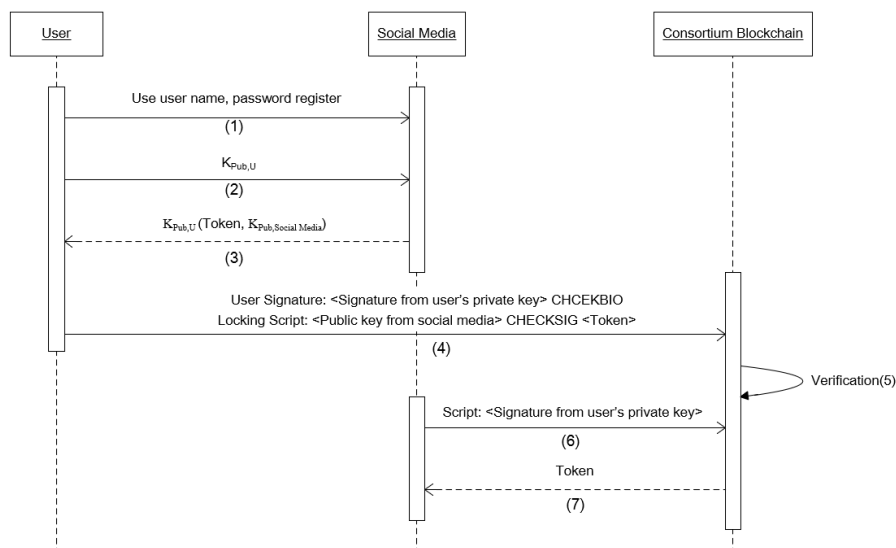 User
Social Media
Consortium Blockchain
Use user name, password register
(1)
KPub,U
(2)
KPub,U (Token, KPub,Social Media)
(3)
User Signature: <Signature from user's private key> CHCEKBIO
Locking Script: <Public key from social media> CHECKSIG <Token>
(4)
Verification(5)
Script: <Signature from user's private key>
(6)
Token
(7)